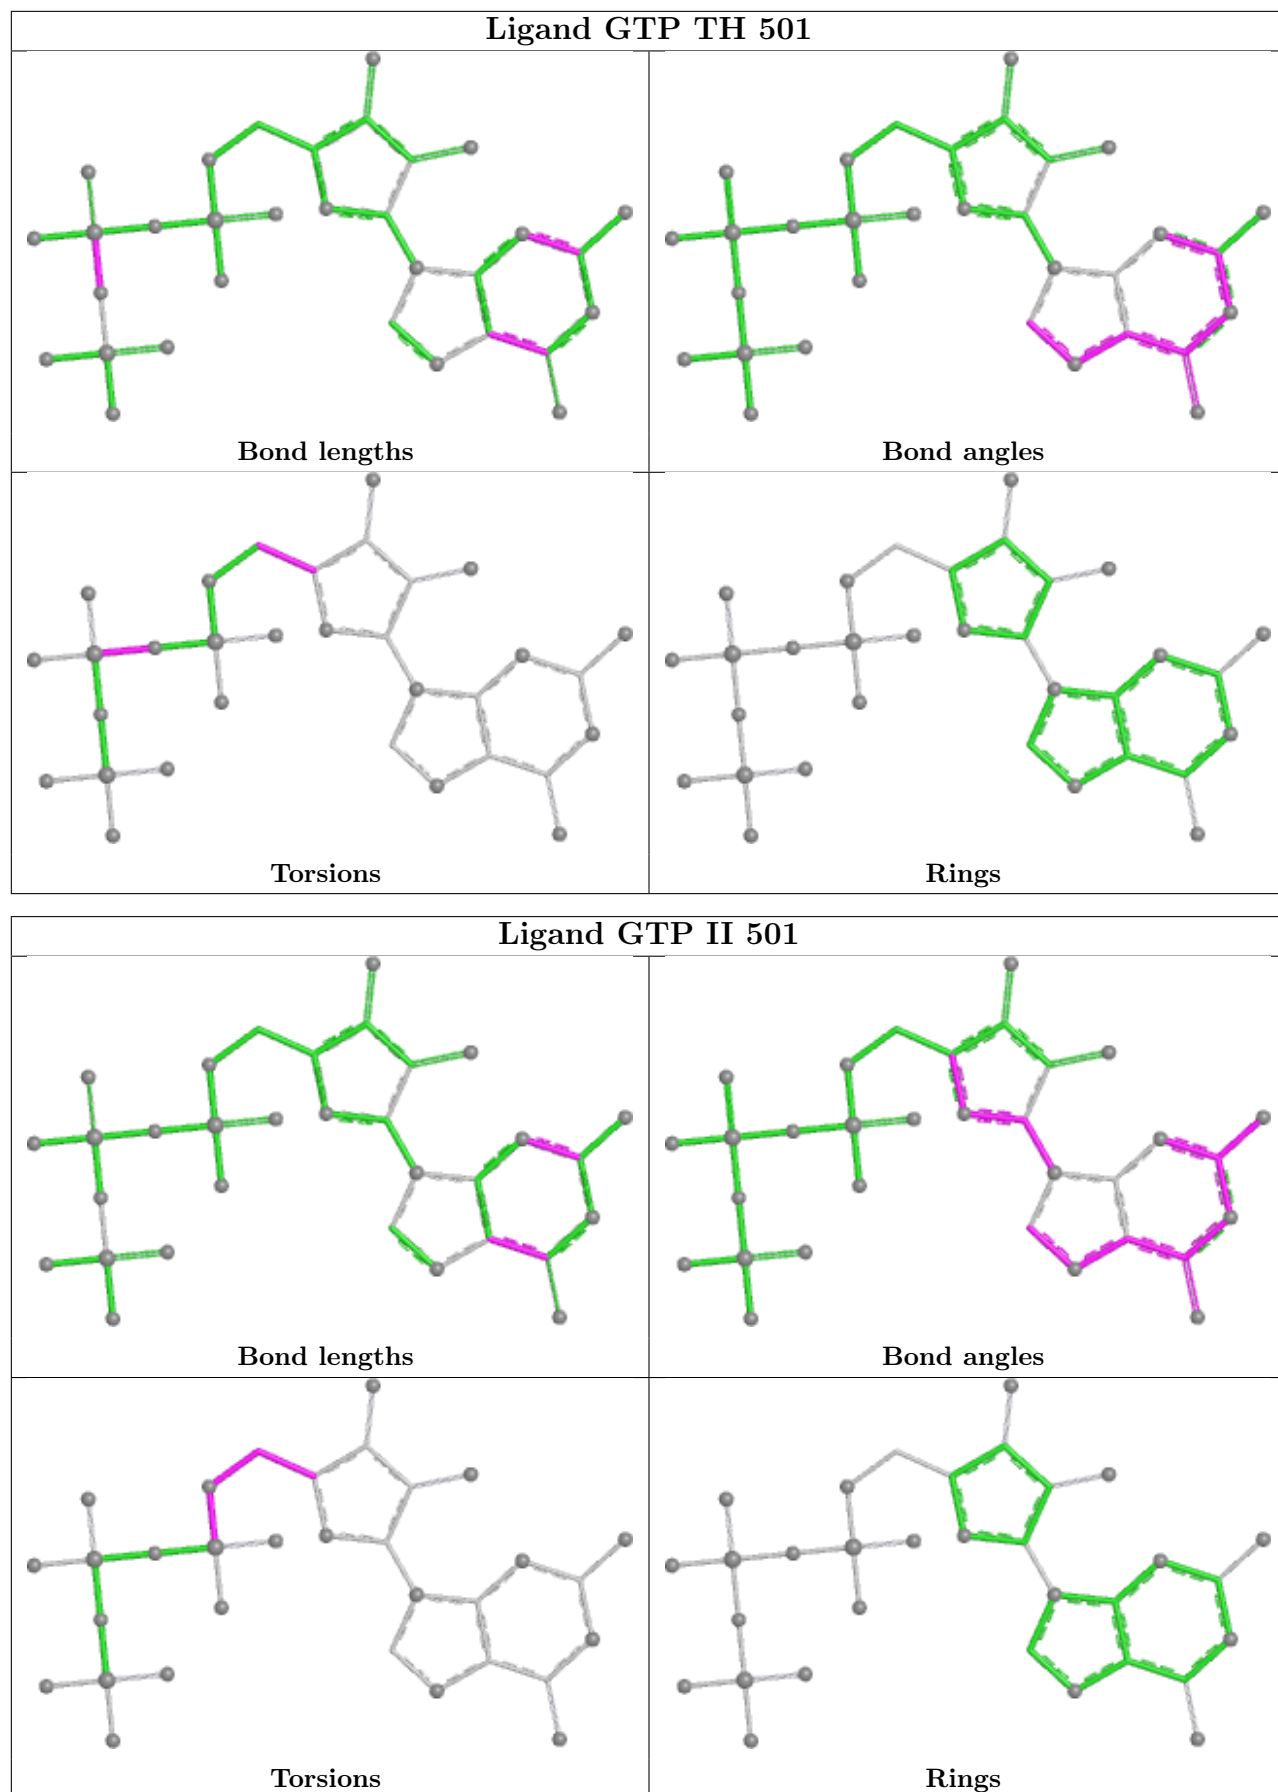 Ligand GTP TH 501
Bond lengths
Bond angles
Torsions
Rings
Ligand GTP II 501
Bond lengths
Bond angles
Torsions
Rings